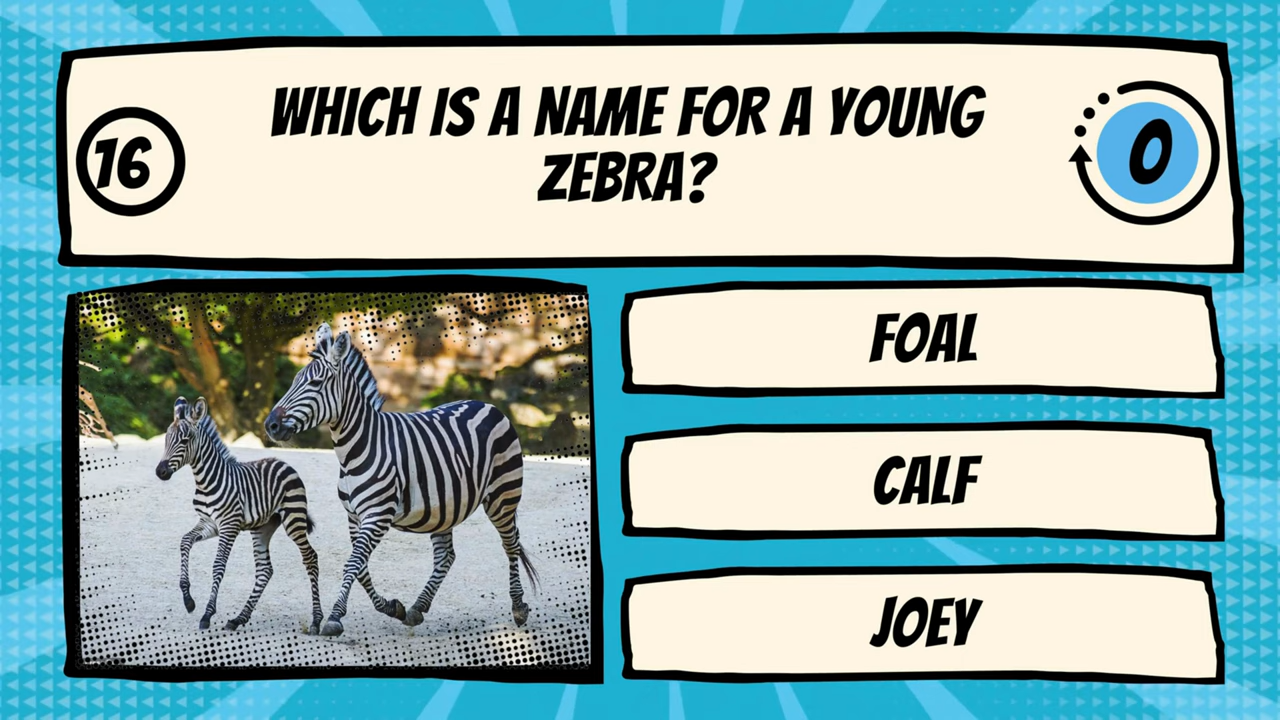 16
WHICH IS A NAME FOR A YOUNG
ZEBRA?
0
FOAL
CALF
JOEY